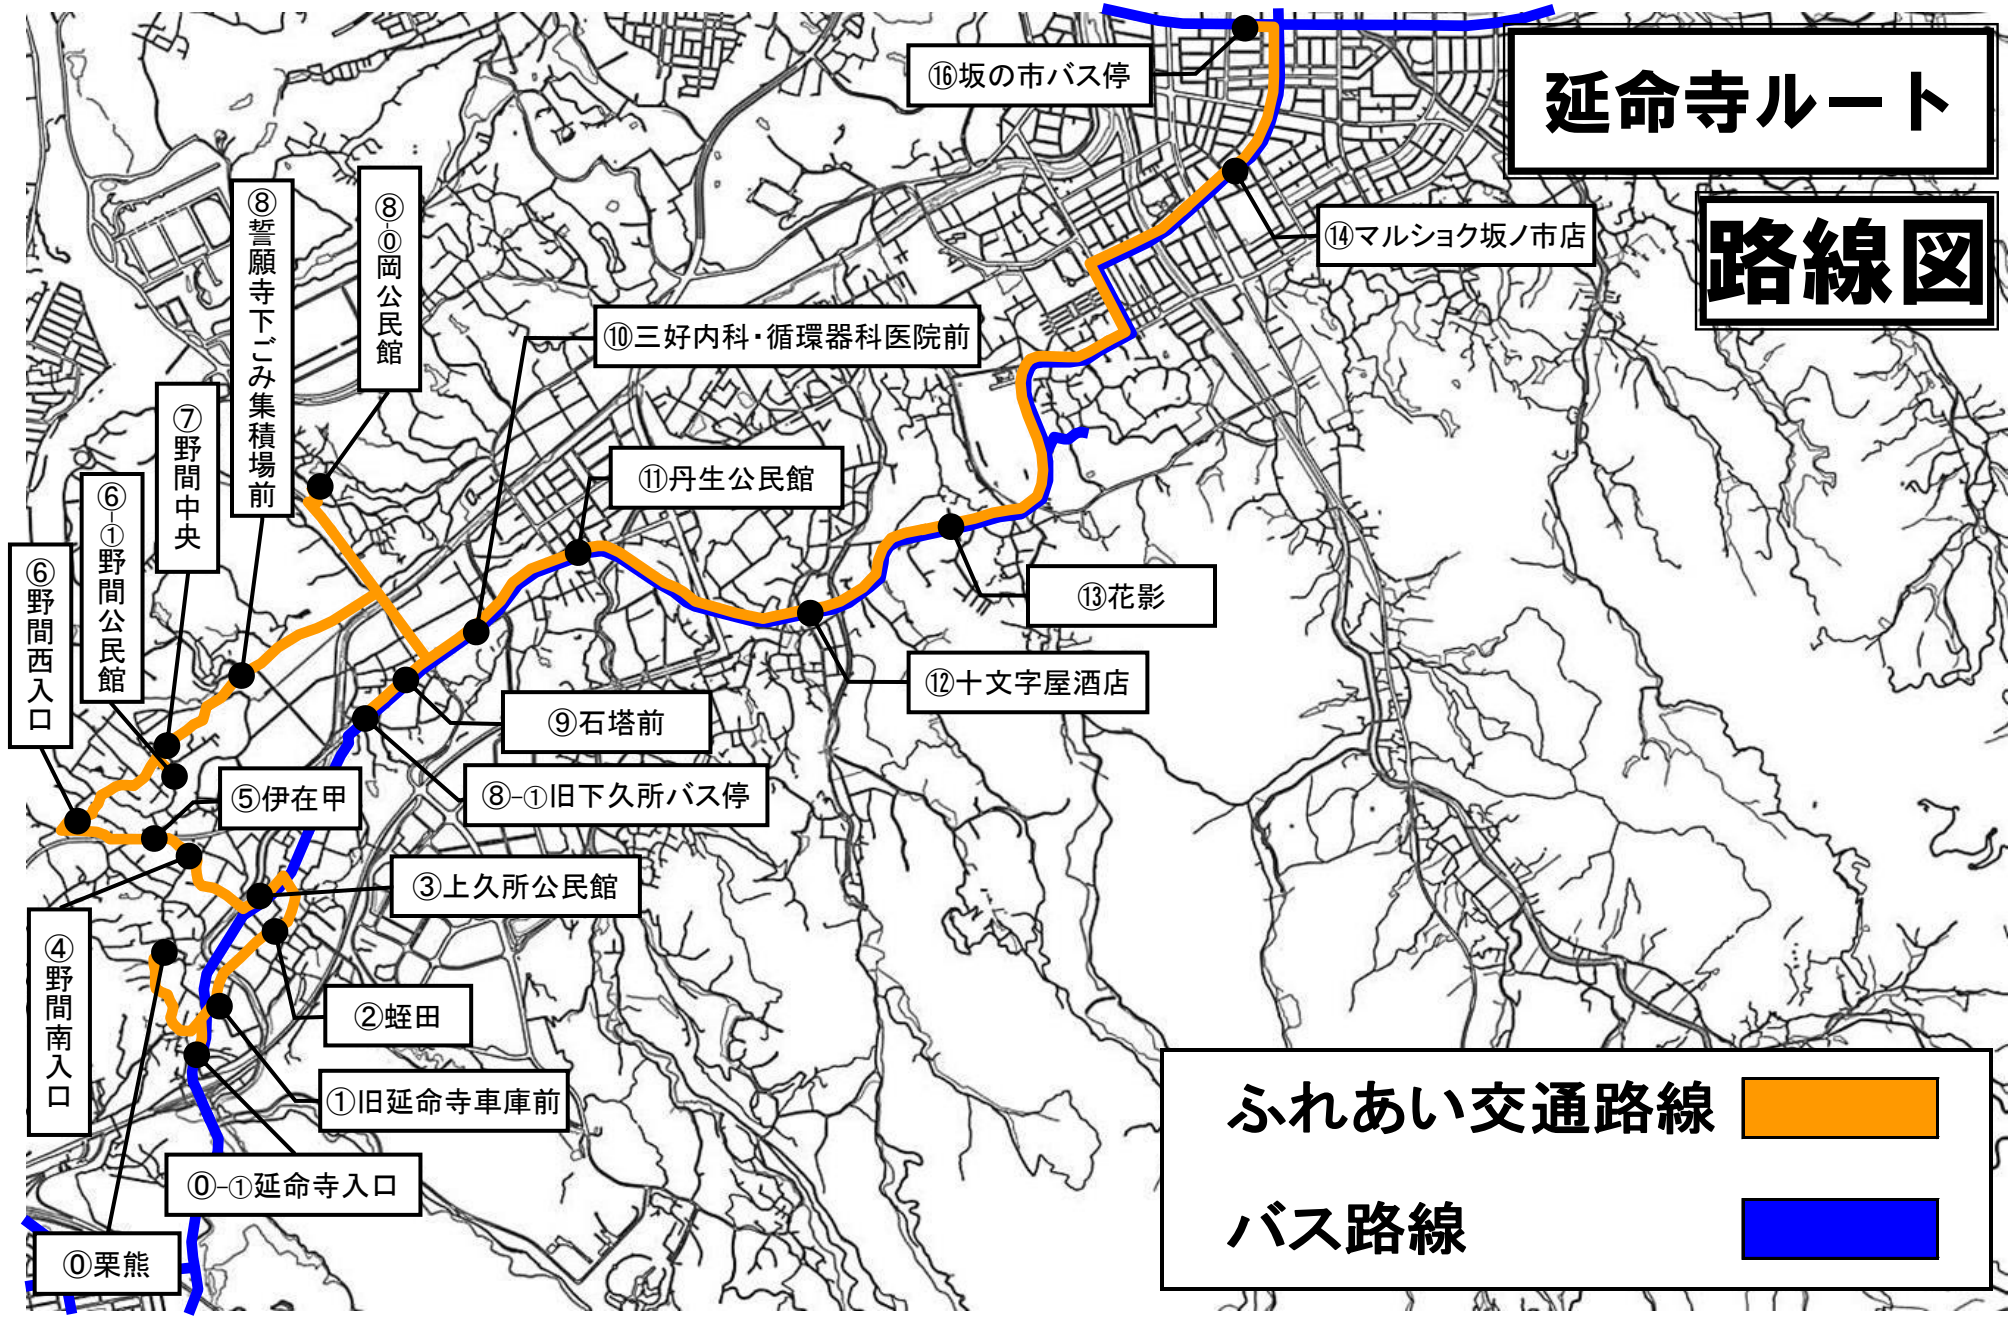 延命寺ルート
路線図
⑯坂の市バス停
⑭マルショク坂ノ市店
⑧-⓪岡公民館
⑧誓願寺下ごみ集積場前
⑩三好内科・循環器科医院前
⑦野間中央
⑪丹生公民館
⑥-①野間公民館
⑥野間西入口
⑬花影
⑫十文字屋酒店
⑨石塔前
⑧-①旧下久所バス停
⑤伊在甲
③上久所公民館
④野間南入口
②蛭田
①旧延命寺車庫前
⓪-①延命寺入口
⓪栗熊
ふれあい交通路線
バス路線